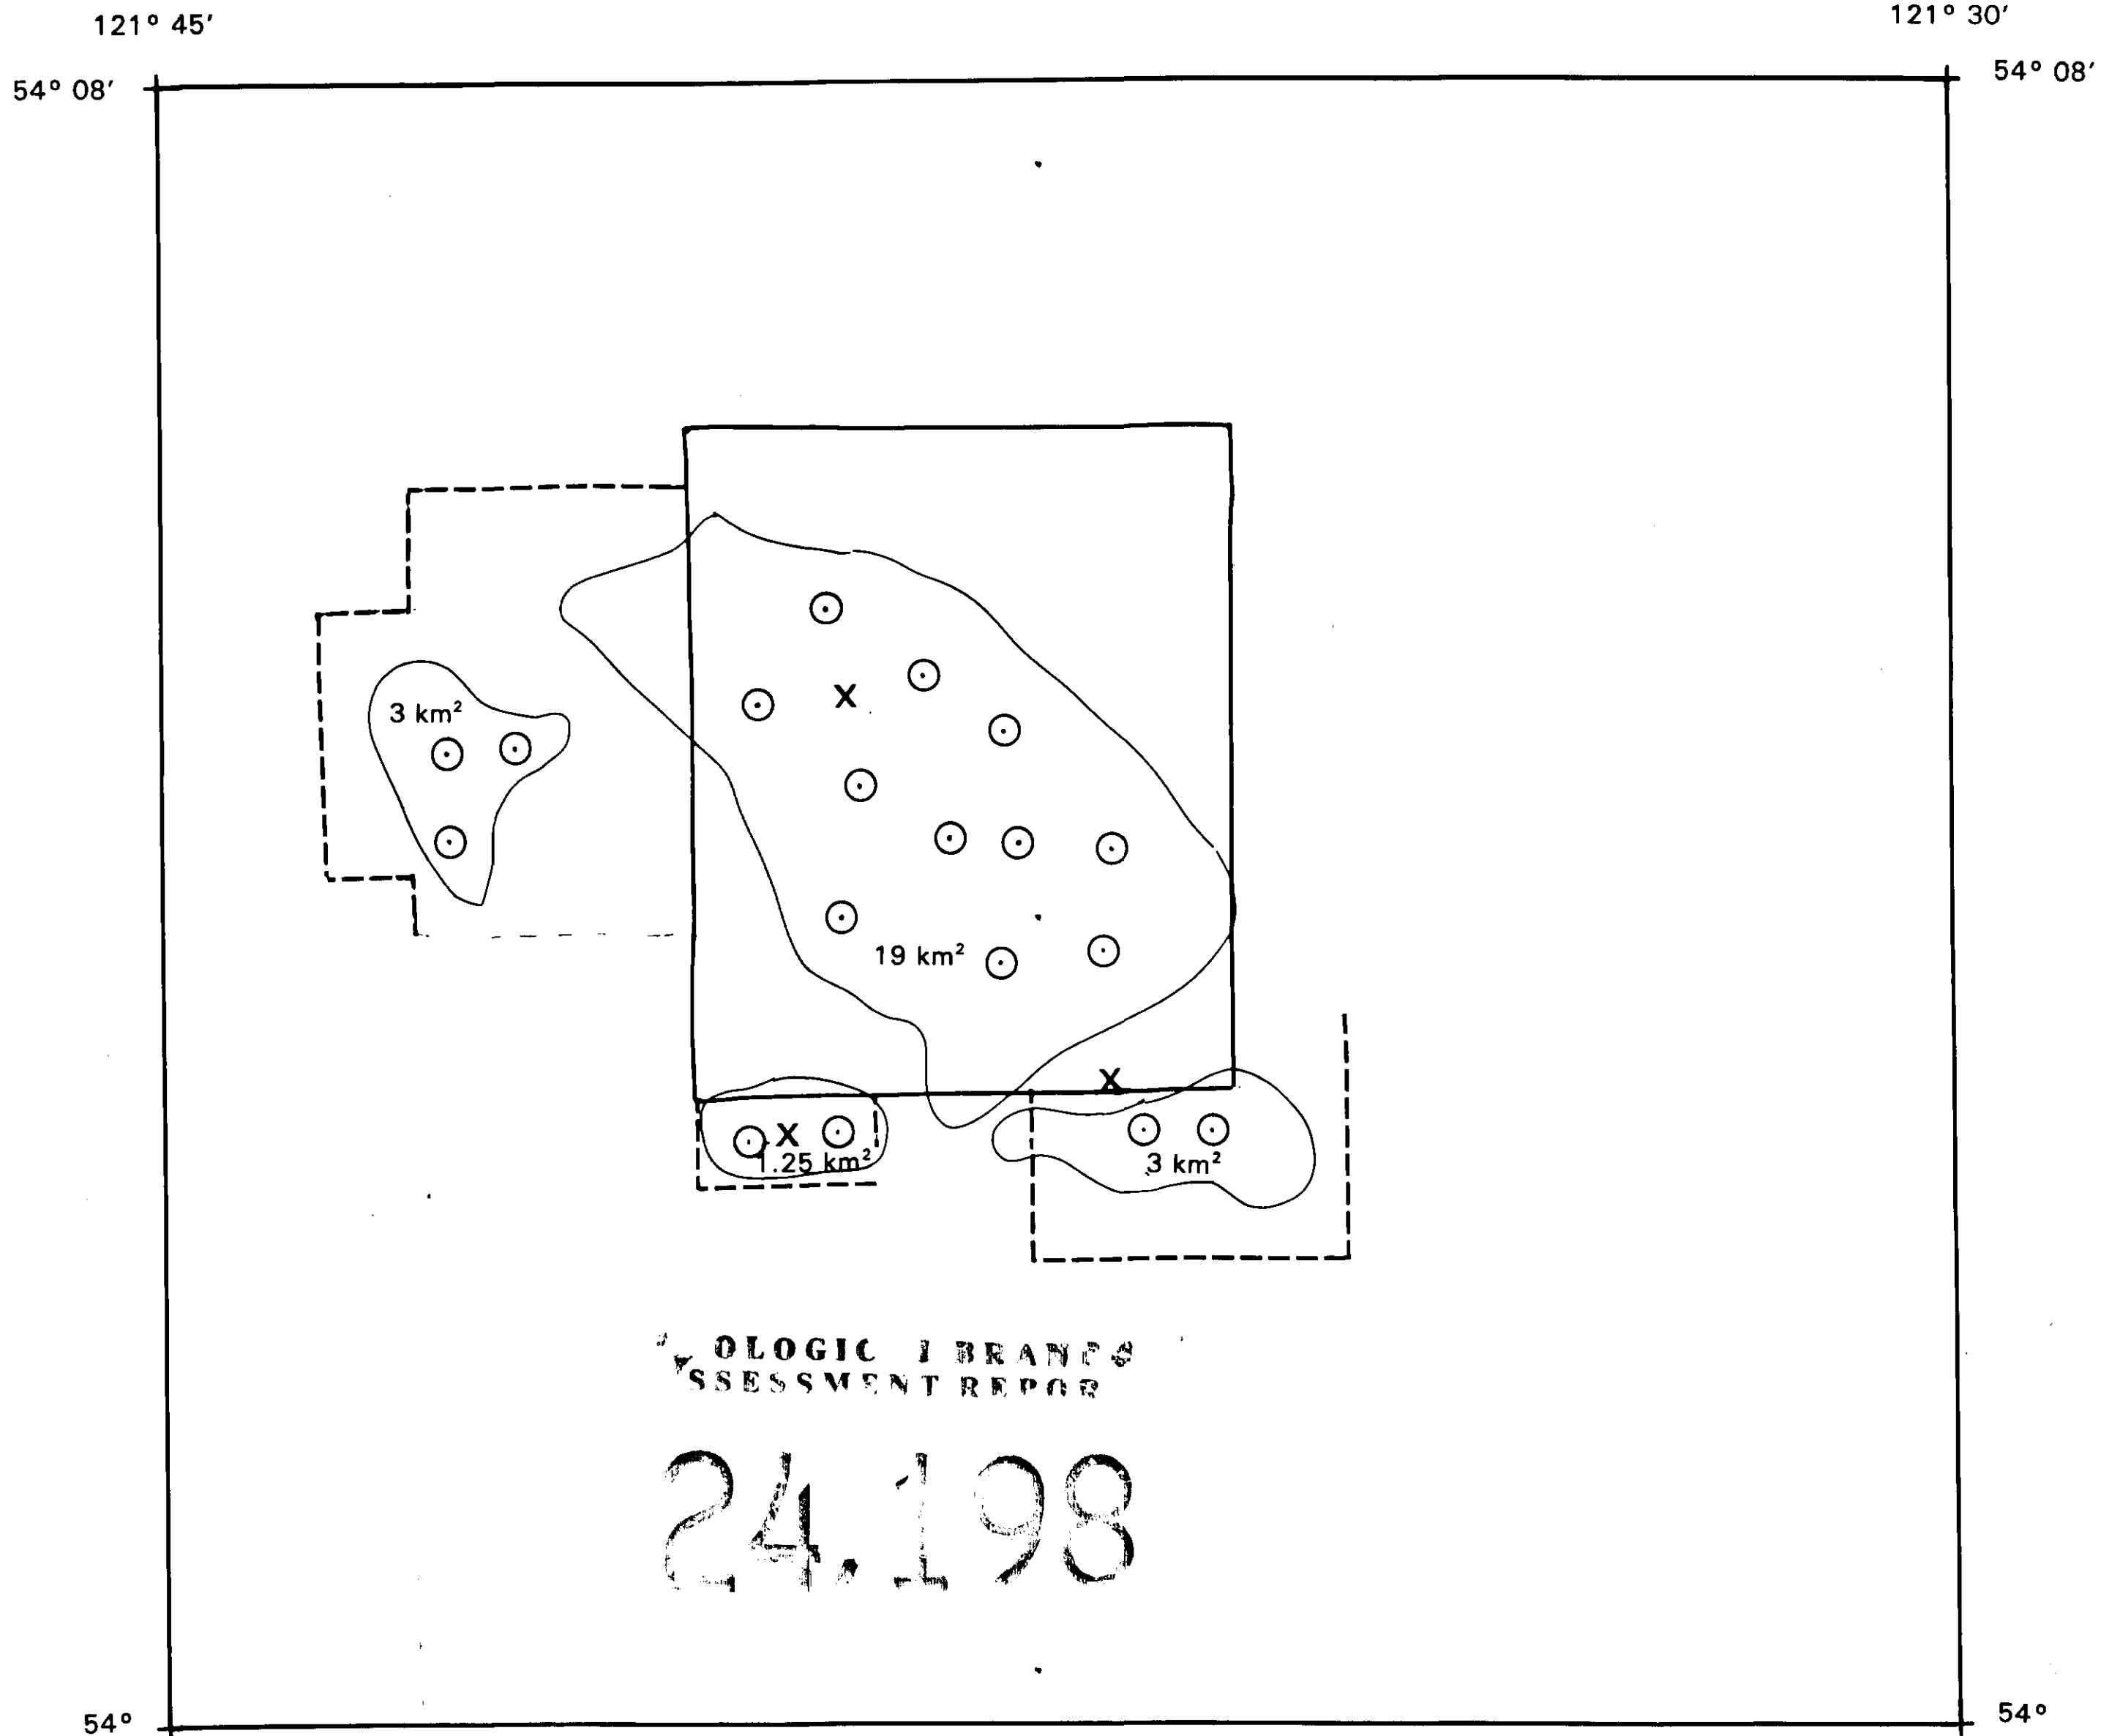 121° 45′
121° 30′
54° 08′
54° 08′
X
3 km²
19 km²
X
X
1.25 km²
3 km²
OLOGIC BRAN
SSESSMENT REPOR
24,198
54°
54°